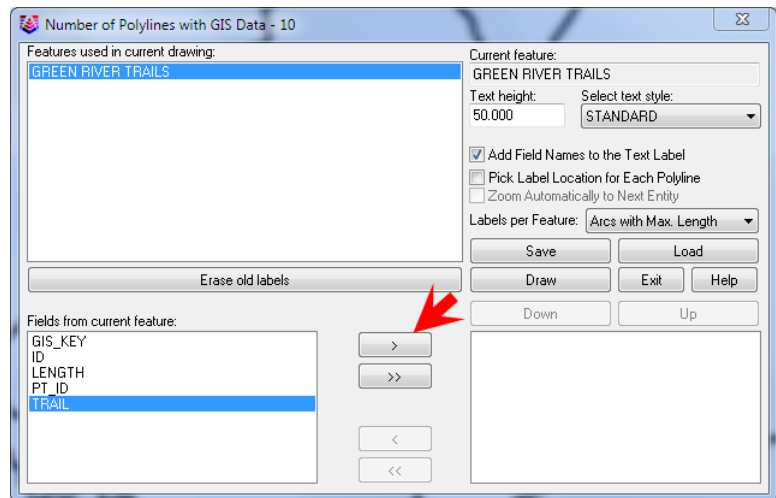 Number of Polylines with GIS Data - 10
Features used in current drawing:
GREEN RIVER TRAILS
Current feature:
GREEN RIVER TRAILS
Text height: Select text style:
50.000 STANDARD
Add Field Names to the Text Label
Pick Label Location for Each Polyline
Zoom Automatically to Next Entity
Labels per Feature: Arcs with Max. Length
Save Load
Erase old labels
Draw Exit Help
Down Up
Fields from current feature:
GIS_KEY
ID
LENGTH
PT_ID
TRAIL
>
>>
<
<<